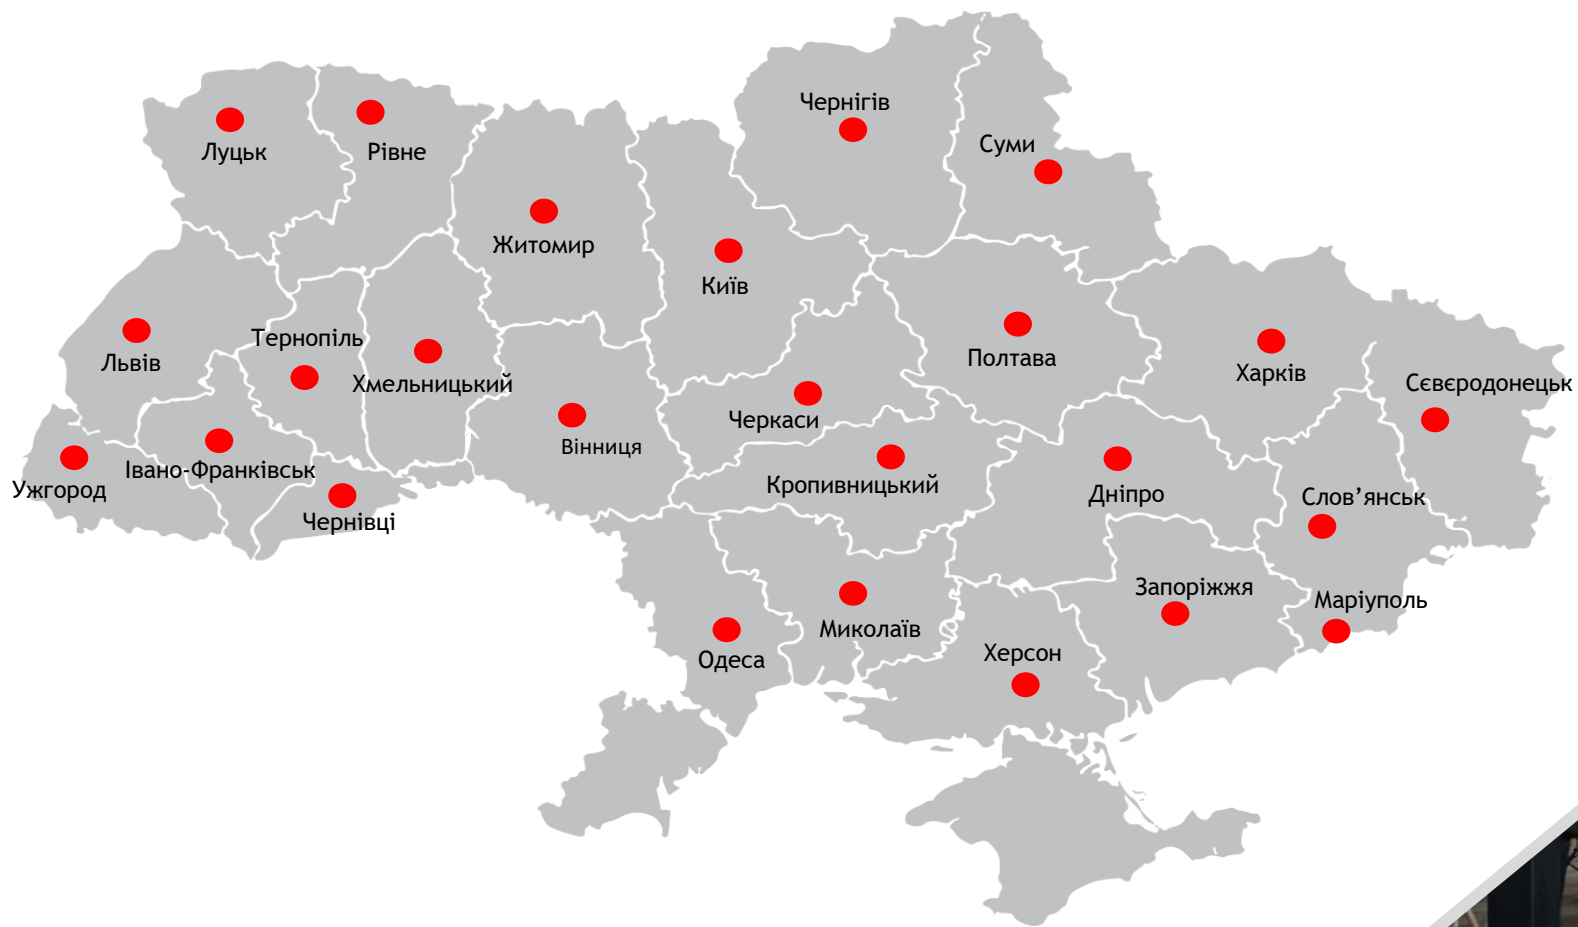 Чернігів
Суми
Луцьк
Рівне
Житомир
Київ
Тернопіль
Львів
Полтава
Харків
Хмельницький
Сєвєродонецьк
Черкаси
Вінниця
Івано-Франківськ
Ужгород
Кропивницький
Дніпро
Слов’янськ
Чернівці
Запоріжжя
Маріуполь
Миколаїв
Херсон
Одеса